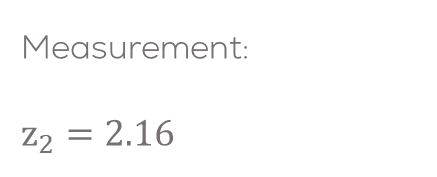 Measurement:
z₂ = 2.16